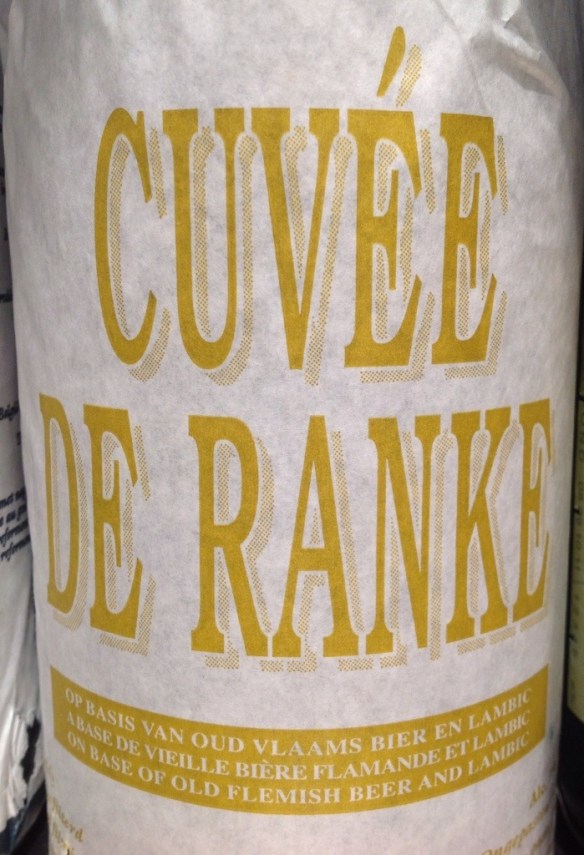 CUVÉE
DE RANKE
OP BASIS VAN OUD VLAAMS BIER EN LAMBIC
A BASE DE VIEILLE BIÈRE FLAMANDE ET LAMBIC
ON BASE OF OLD FLEMISH BEER AND LAMBIC